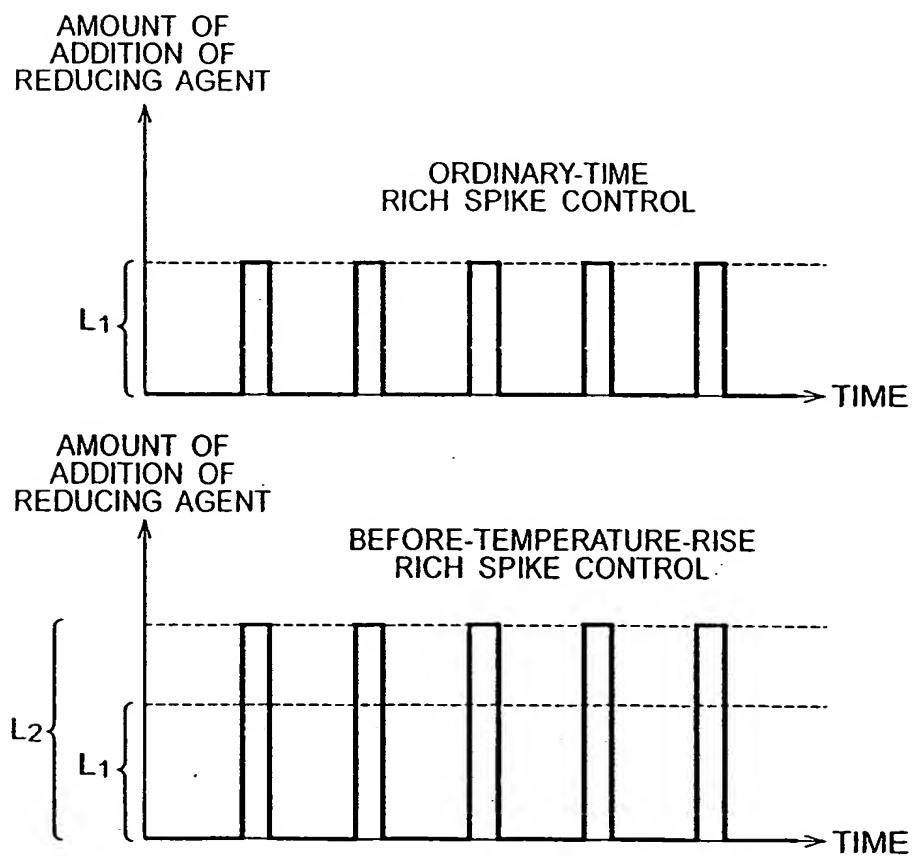 AMOUNT OF
ADDITION OF
REDUCING AGENT
ORDINARY-TIME
RICH SPIKE CONTROL
L1
TIME
AMOUNT OF
ADDITION OF
REDUCING AGENT
BEFORE-TEMPERATURE-RISE
RICH SPIKE CONTROL
L2
L1
TIME